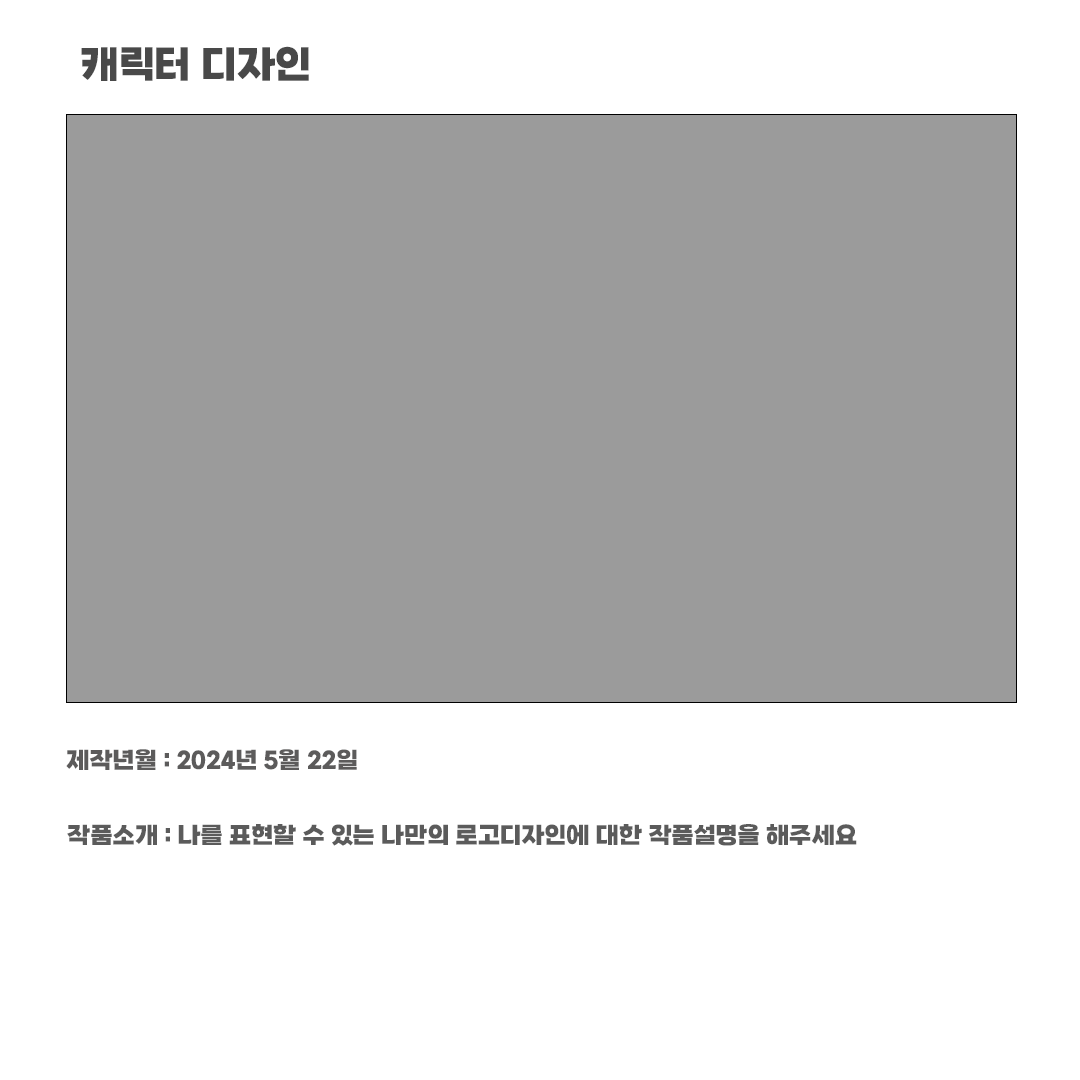 캐릭터 디자인
제작년월 : 2024년 5월 22일
작품소개 : 나를 표현할 수 있는 나만의 로고디자인에 대한 작품설명을 해주세요